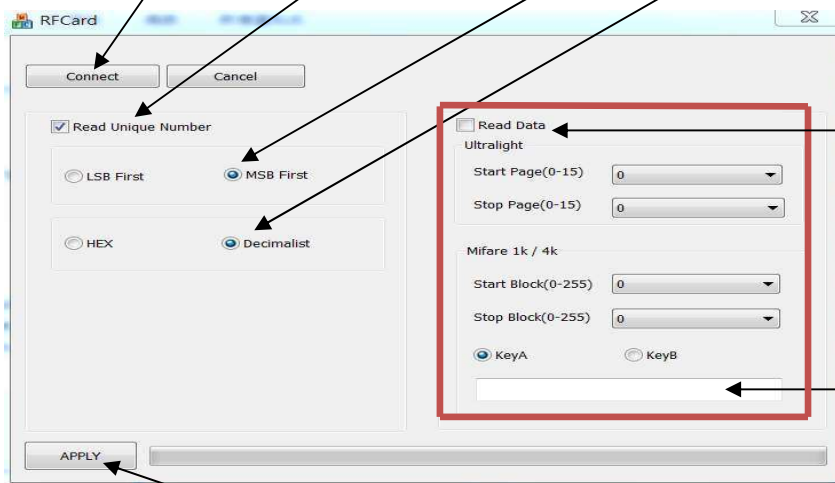 RFCard
Connect
Cancel
Read Unique Number
LSB First
MSB First
HEX
Decimalist
Read Data
Ultralight
Start Page(0-15)
0
Stop Page(0-15)
0
Mifare 1k / 4k
Start Block(0-255)
0
Stop Block(0-255)
0
KeyA
KeyB
APPLY